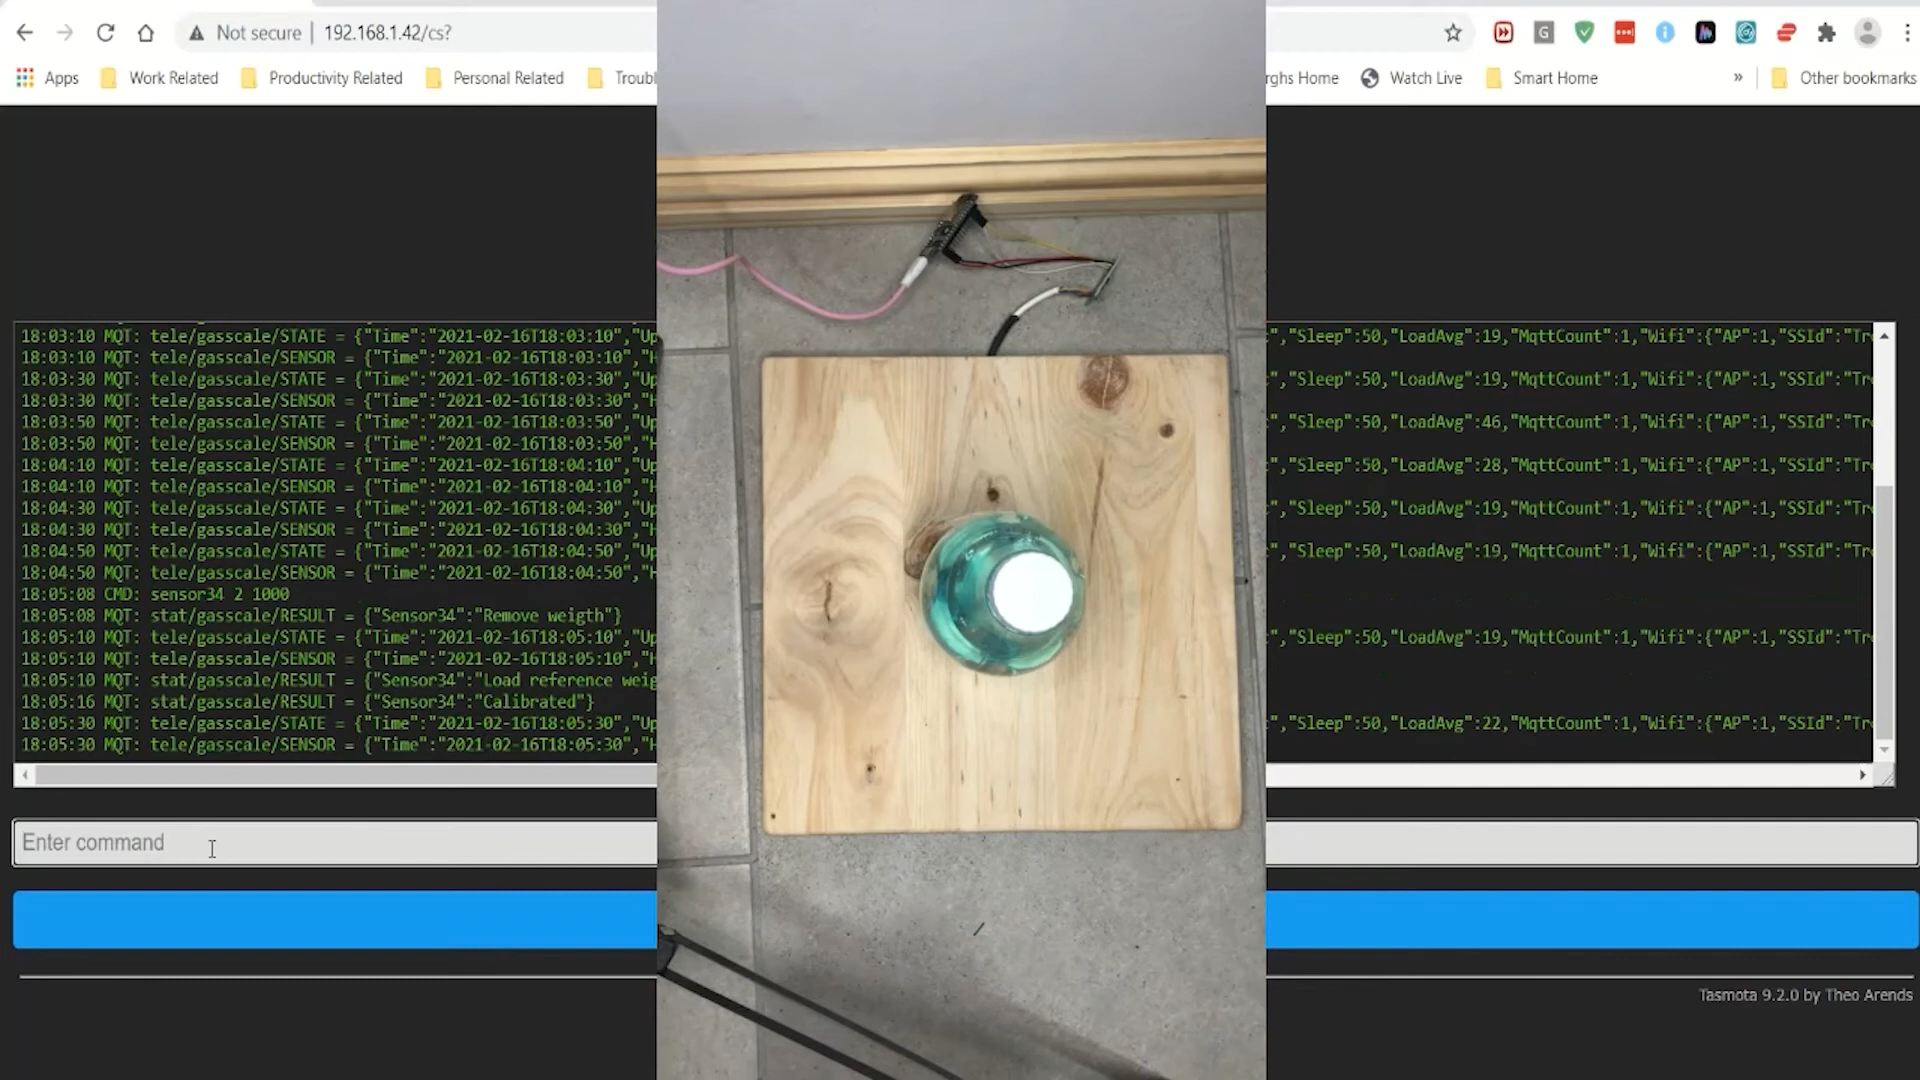 Not secure | 192.168.1.42/cs?
G
Apps Work Related Productivity Related Personal Related Watch Live Smart Home » Other bookmarks
18:03:10 MQT: tele/gasscale/STATE = {"Time":"2021-02-16T18:03:10","Up ,"Sleep":50,"LoadAvg":19,"MqttCount":1,"Wifi":{"AP":1,"SSId":"Tr
18:03:10 MQT: tele/gasscale/SENSOR = {"Time":"2021-02-16T18:03:10","H
18:03:30 MQT: tele/gasscale/STATE = {"Time":"2021-02-16T18:03:30","Up ,"Sleep":50,"LoadAvg":19,"MqttCount":1,"Wifi":{"AP":1,"SSId":"Tr
18:03:30 MQT: tele/gasscale/SENSOR = {"Time":"2021-02-16T18:03:30","H
18:03:50 MQT: tele/gasscale/STATE = {"Time":"2021-02-16T18:03:50","Up ,"Sleep":50,"LoadAvg":46,"MqttCount":1,"Wifi":{"AP":1,"SSId":"Tr
18:03:50 MQT: tele/gasscale/SENSOR = {"Time":"2021-02-16T18:03:50","H
18:04:10 MQT: tele/gasscale/STATE = {"Time":"2021-02-16T18:04:10","Up ,"Sleep":50,"LoadAvg":28,"MqttCount":1,"Wifi":{"AP":1,"SSId":"Tr
18:04:10 MQT: tele/gasscale/SENSOR = {"Time":"2021-02-16T18:04:10","H
18:04:30 MQT: tele/gasscale/STATE = {"Time":"2021-02-16T18:04:30","Up ,"Sleep":50,"LoadAvg":19,"MqttCount":1,"Wifi":{"AP":1,"SSId":"Tr
18:04:30 MQT: tele/gasscale/SENSOR = {"Time":"2021-02-16T18:04:30","H
18:04:50 MQT: tele/gasscale/STATE = {"Time":"2021-02-16T18:04:50","Up ,"Sleep":50,"LoadAvg":19,"MqttCount":1,"Wifi":{"AP":1,"SSId":"Tr
18:04:50 MQT: tele/gasscale/SENSOR = {"Time":"2021-02-16T18:04:50","H
18:05:08 CMD: sensor34 2 1000
18:05:08 MQT: stat/gasscale/RESULT = {"Sensor34":"Remove weigth"}
18:05:10 MQT: tele/gasscale/STATE = {"Time":"2021-02-16T18:05:10","Up ,"Sleep":50,"LoadAvg":19,"MqttCount":1,"Wifi":{"AP":1,"SSId":"Tr
18:05:10 MQT: tele/gasscale/SENSOR = {"Time":"2021-02-16T18:05:10","H
18:05:10 MQT: stat/gasscale/RESULT = {"Sensor34":"Load reference weig
18:05:16 MQT: stat/gasscale/RESULT = {"Sensor34":"Calibrated"}
18:05:30 MQT: tele/gasscale/STATE = {"Time":"2021-02-16T18:05:30","Up ,"Sleep":50,"LoadAvg":22,"MqttCount":1,"Wifi":{"AP":1,"SSId":"Tr
18:05:30 MQT: tele/gasscale/SENSOR = {"Time":"2021-02-16T18:05:30","H
Enter command
Tasmota 9.2.0 by Theo Arends